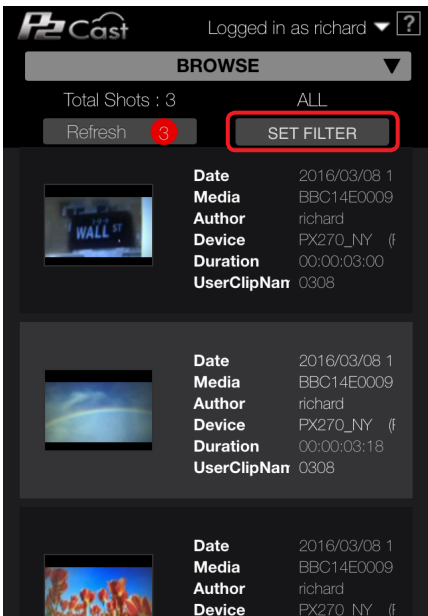 P2 Cast
Logged in as richard ?
BROWSE
Total Shots : 3 ALL
Refresh 3 SET FILTER
WALL ST
Date 2016/03/08 1
Media BBC14E0009
Author richard
Device PX270_NY (F
Duration 00:00:03:00
UserClipNam 0308
Date 2016/03/08 1
Media BBC14E0009
Author richard
Device PX270_NY (F
Duration 00:00:03:18
UserClipNam 0308
Date 2016/03/08 1
Media BBC14E0009
Author richard
Device PX270_NY (F